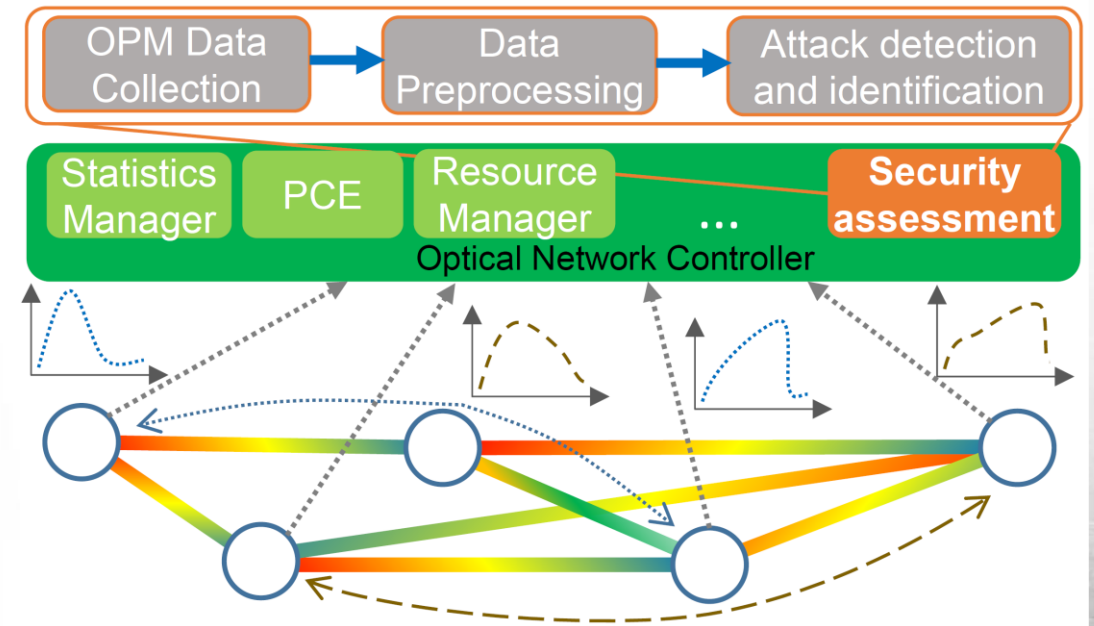 OPM Data
Collection
Data
Preprocessing
Attack detection
and identification
Statistics
Manager
PCE
Resource
Manager
...
Security
assessment
Optical Network Controller